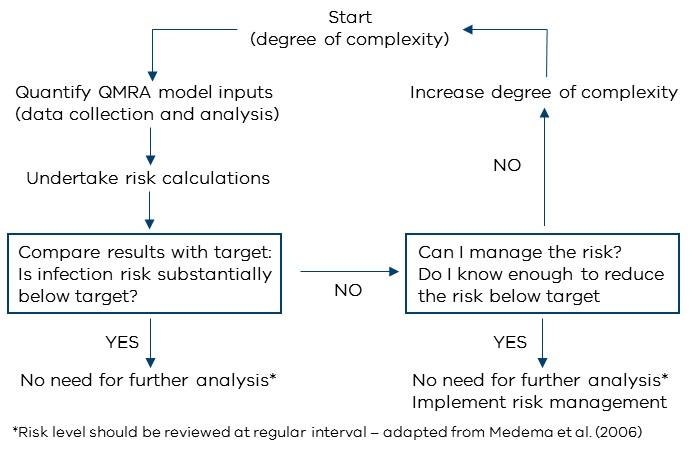 Start
(degree of complexity)
Quantify QMRA model inputs
(data collection and analysis)
Increase degree of complexity
NO
Undertake risk calculations
Compare results with target:
Is infection risk substantially
below target?
NO
Can I manage the risk?
Do I know enough to reduce
the risk below target
YES
No need for further analysis*
YES
No need for further analysis*
Implement risk management
*Risk level should be reviewed at regular interval – adapted from Medema et al. (2006)